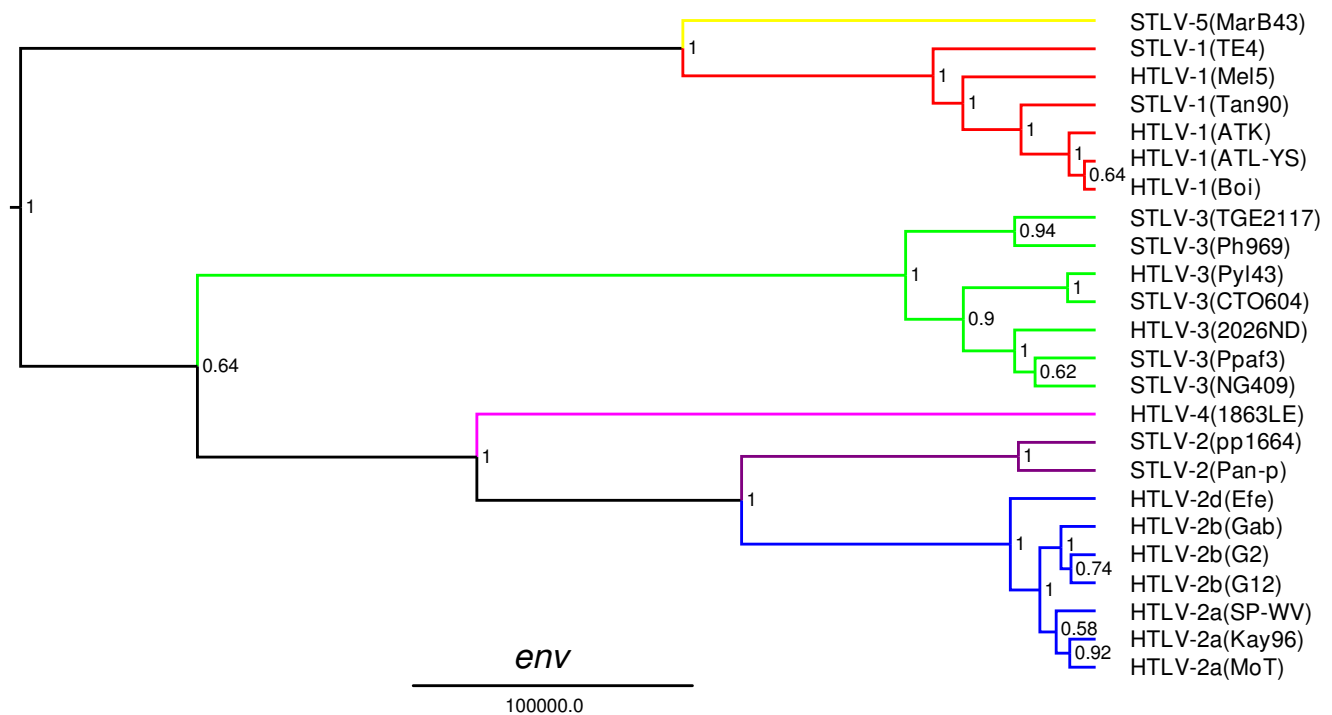 STLV-5(MarB43)
1
STLV-1(TE4)
1
HTLV-1(Mel5)
1
STLV-1(Tan90)
1
HTLV-1(ATK)
1
HTLV-1(ATL-YS)
0.64
HTLV-1(Boi)
1
STLV-3(TGE2117)
0.94
STLV-3(Ph969)
1
HTLV-3(Pyl43)
1
STLV-3(CTO604)
0.9
HTLV-3(2026ND)
1
STLV-3(Ppaf3)
0.64
0.62
STLV-3(NG409)
HTLV-4(1863LE)
1
STLV-2(pp1664)
1
STLV-2(Pan-p)
1
HTLV-2d(Efe)
1
HTLV-2b(Gab)
1
HTLV-2b(G2)
0.74
HTLV-2b(G12)
1
HTLV-2a(SP-WV)
0.58
HTLV-2a(Kay96)
0.92
HTLV-2a(MoT)
env
100000.0